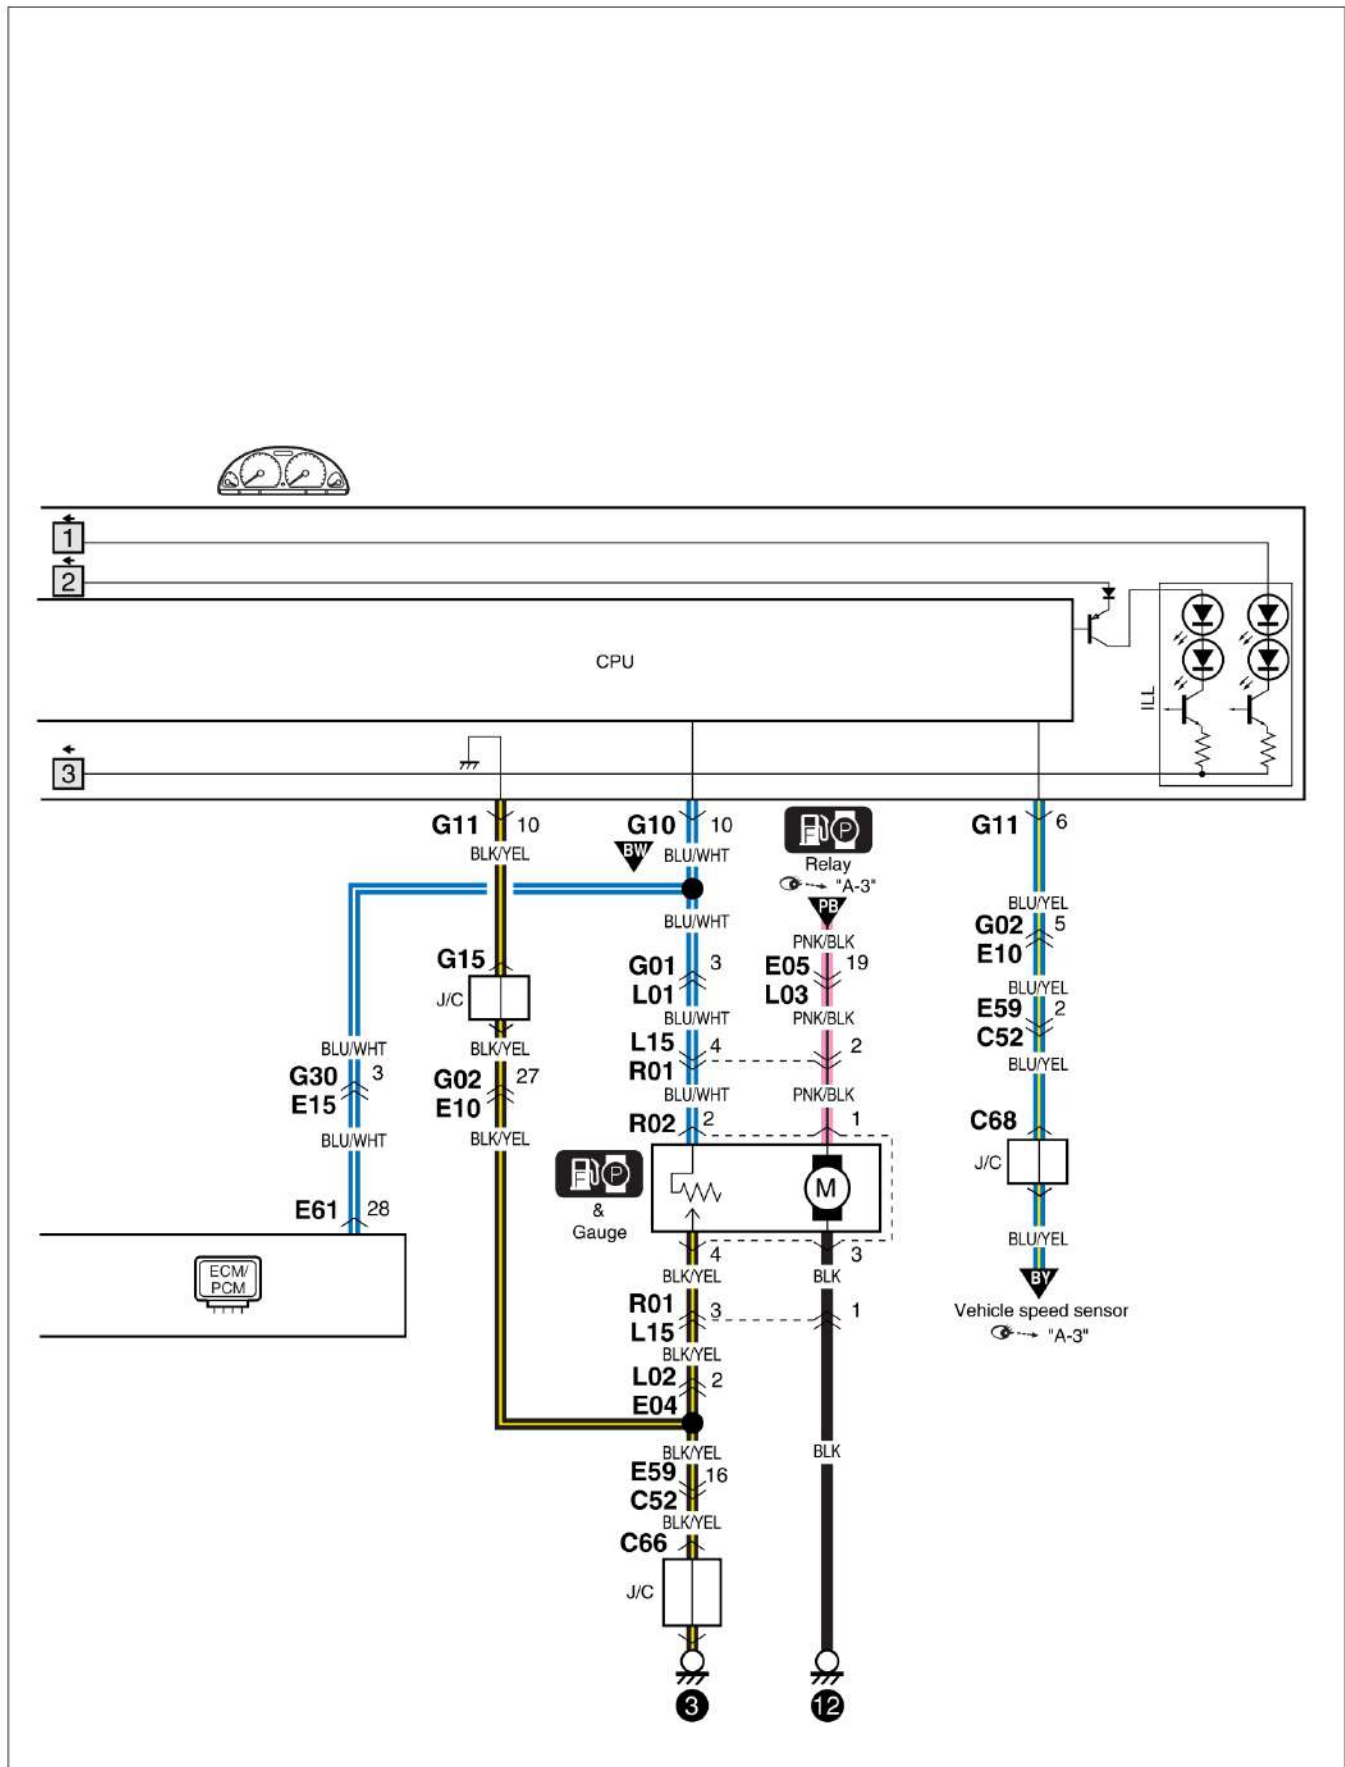 1
2
CPU
ILL
3
G11 10
G10 10
G11 6
F P
BLK/YEL
BW
BLU/WHT
Relay
"A-3"
PB
BLU/YEL
BLU/WHT
G02 5
E10
PNK/BLK
G15
G01 3
L01
E05 19
L03
BLU/YEL
J/C
E59 2
C52
BLU/WHT
PNK/BLK
BLU/WHT
BLK/YEL
L15 4
R01
2
BLU/YEL
G30 3
E15
G02 27
E10
BLU/WHT
PNK/BLK
BLU/WHT
BLK/YEL
R02 2
1
C68
J/C
F P
M
E61 28
&
Gauge
BLU/YEL
4
3
ECM/
PCM
BLK/YEL
BLK
BY
Vehicle speed sensor
"A-3"
R01 3
L15
1
BLK/YEL
L02 2
E04
BLK/YEL
BLK
E59 16
C52
BLK/YEL
C66
J/C
3
12